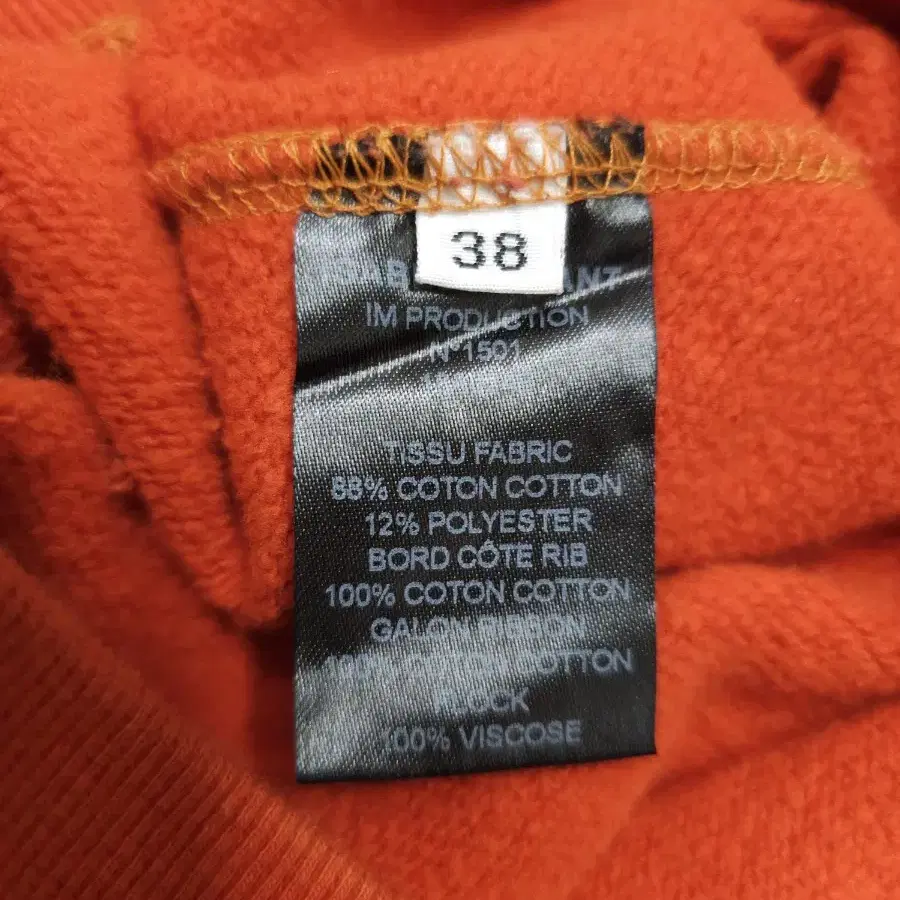 38
IM PRODUCTION
N°1501
TISSU FABRIC
88% COTON COTTON
12% POLYESTER
BORD CÔTE RIB
100% COTON COTTON
GALON RIBBON
100% COTON COTTON
FLOCK
100% VISCOSE